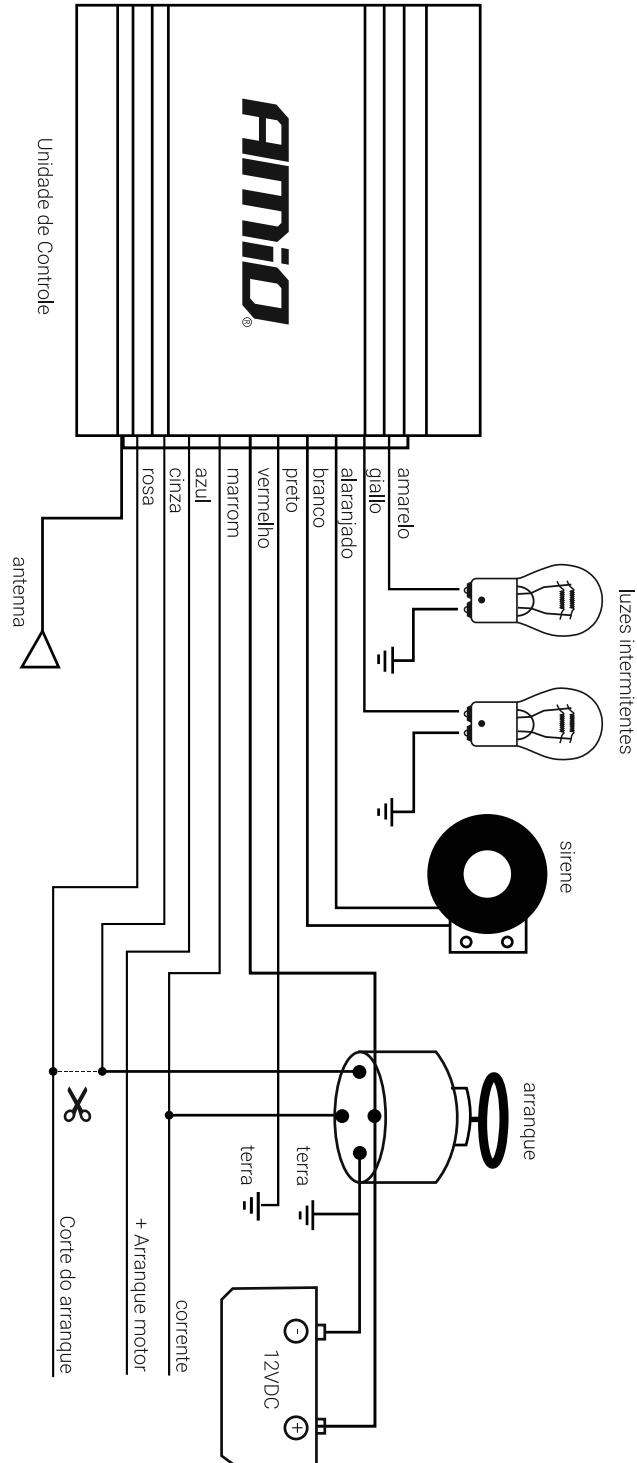 AMiO®
Unidade de Controle
amarelo
giallo
alaranjado
branco
preto
vermelho
marrom
azul
cinza
rosa
antenna
luzes intermitentes
sirene
arranque
terra
terra
-
12VDC
+
corrente
+ Arranque motor
Corte do arranque